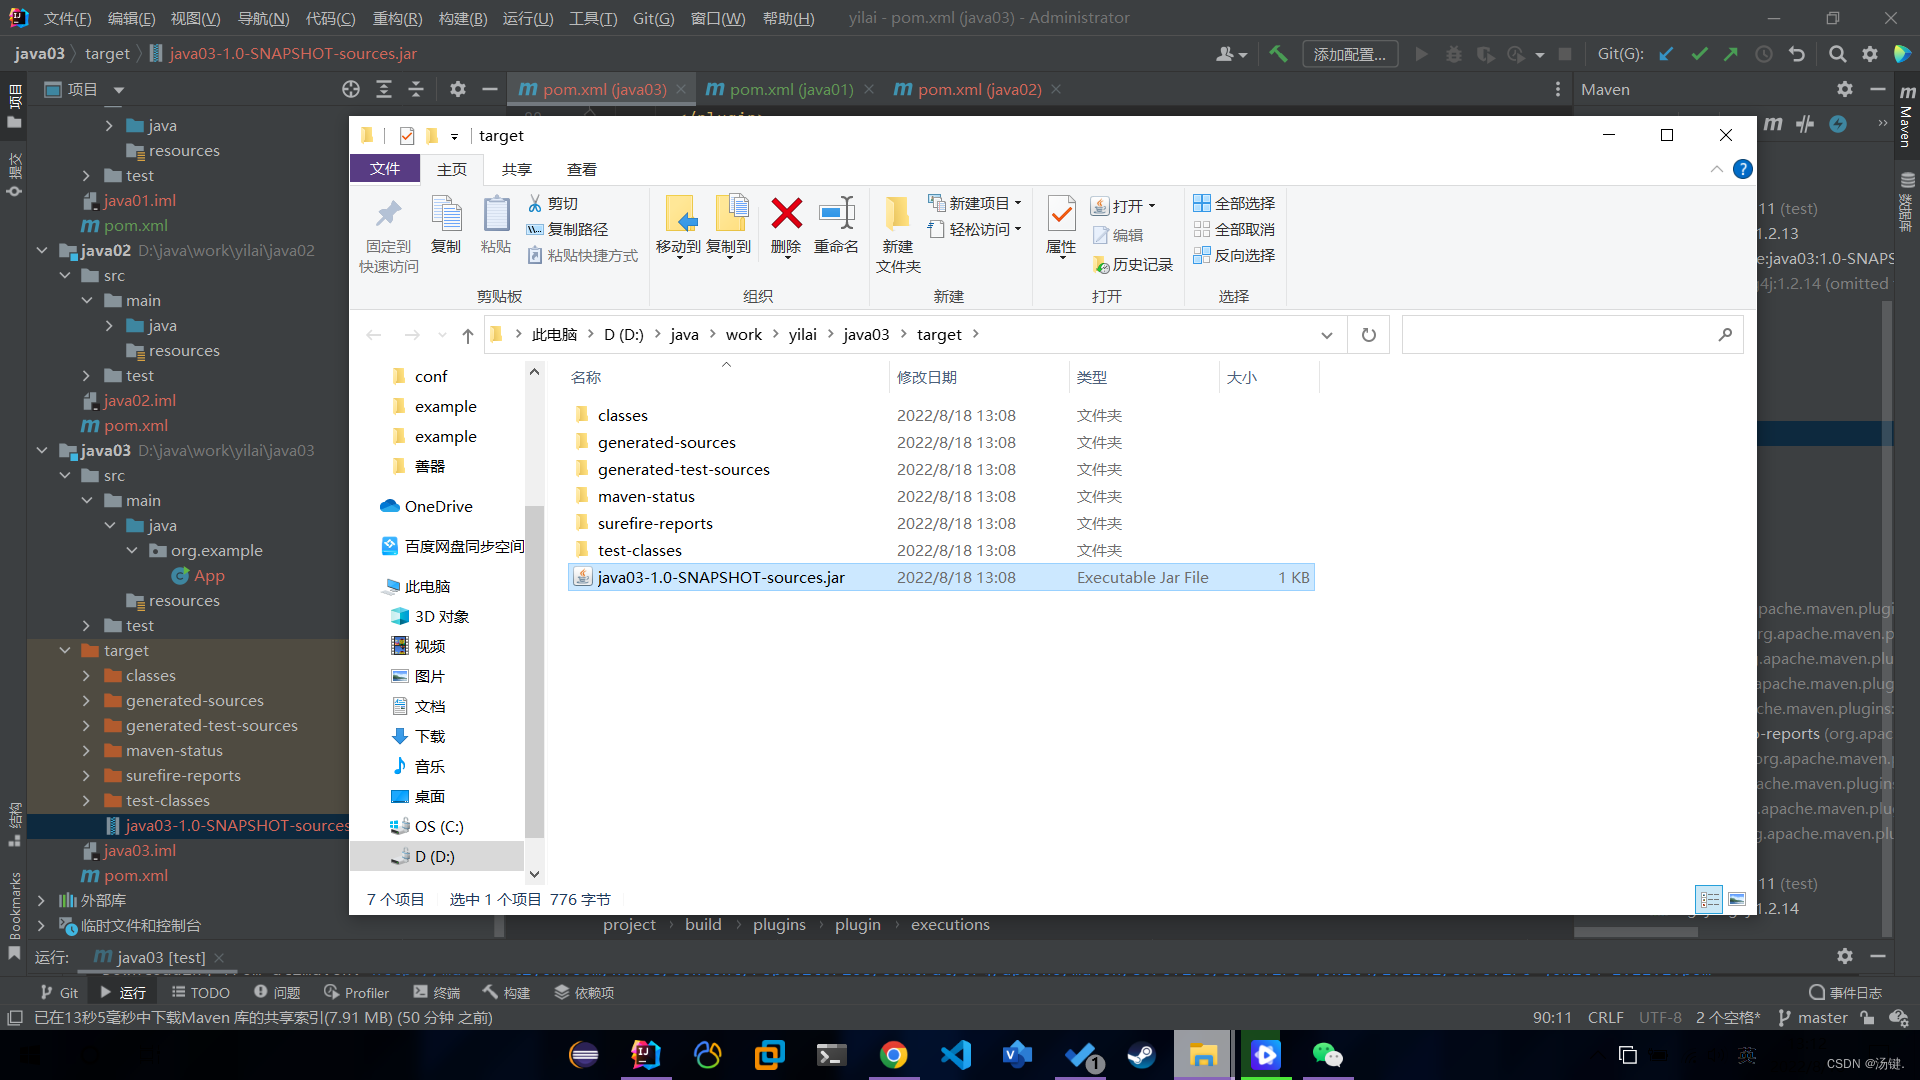 文件(F) 编辑(E) 视图(V) 导航(N) 代码(C) 重构(R) 构建(B) 运行(U) 工具(T) Git(G) 窗口(W) 帮助(H) yilai - pom.xml (java03) - Administrator
java03 target java03-1.0-SNAPSHOT-sources.jar 添加配置... Git(G):
项目 pom.xml (java03) pom.xml (java01) pom.xml (java02) Maven
项目
提交
结构
Bookmarks
Maven
数据库
java
resources
test
java01.iml
pom.xml
java02 D:\java\work\yilai\java02
src
main
java
resources
test
java02.iml
pom.xml
java03 D:\java\work\yilai\java03
src
main
java
org.example
App
resources
test
target
classes
generated-sources
generated-test-sources
maven-status
surefire-reports
test-classes
java03-1.0-SNAPSHOT-sources
java03.iml
pom.xml
外部库
临时文件和控制台
target
文件 主页 共享 查看
固定到快速访问
复制
粘贴
剪切
复制路径
粘贴快捷方式
剪贴板
移动到
复制到
删除
重命名
组织
新建文件夹
新建项目
轻松访问
新建
属性
打开
编辑
历史记录
打开
全部选择
全部取消
反向选择
选择
此电脑 D (D:) java work yilai java03 target
conf
example
example
善器
OneDrive
百度网盘同步空间
此电脑
3D 对象
视频
图片
文档
下载
音乐
桌面
OS (C:)
D (D:)
名称 修改日期 类型 大小
classes 2022/8/18 13:08 文件夹
generated-sources 2022/8/18 13:08 文件夹
generated-test-sources 2022/8/18 13:08 文件夹
maven-status 2022/8/18 13:08 文件夹
surefire-reports 2022/8/18 13:08 文件夹
test-classes 2022/8/18 13:08 文件夹
java03-1.0-SNAPSHOT-sources.jar 2022/8/18 13:08 Executable Jar File 1 KB
7 个项目 选中 1 个项目 776 字节
11 (test)
1.2.13
e:java03:1.0-SNAPS
4j:1.2.14 (omitted
pache.maven.plugi
rg.apache.maven.pl
.apache.maven.plu
apache.maven.plug
che.maven.plugins:
o-reports (org.apac
org.apache.maven.p
ache.maven.plugins
.apache.maven.plu
g.apache.maven.plu
11 (test)
1.2.14
project build plugins plugin executions
运行: java03 [test]
Git 运行 TODO 问题 Profiler 终端 构建 依赖项 事件日志
已在13秒5毫秒中下载Maven 库的共享索引(7.91 MB) (50 分钟 之前) 90:11 CRLF UTF-8 2 个空格* master
1
英
CSDN @汤键.